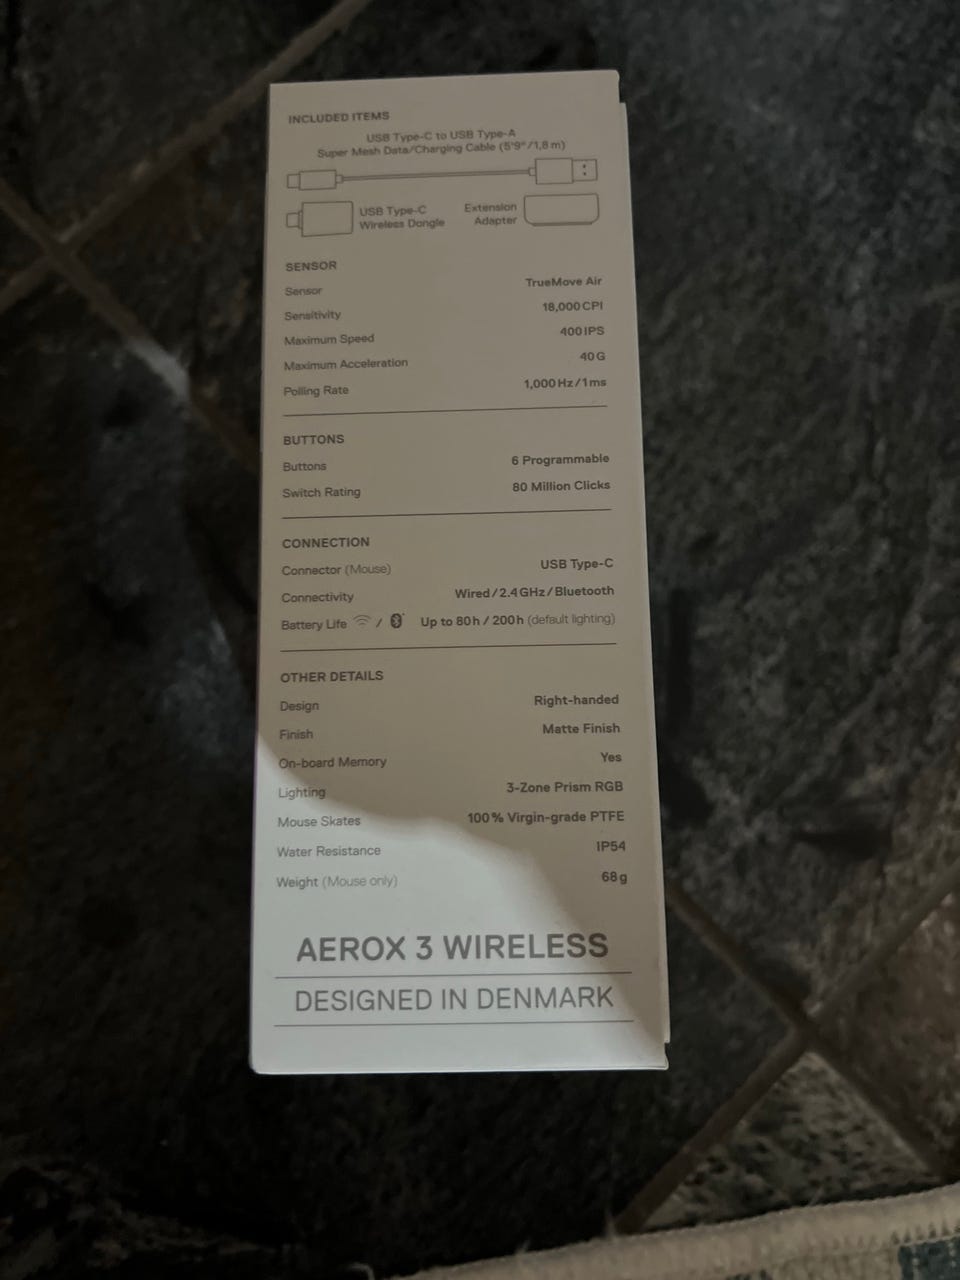 INCLUDED ITEMS
USB Type-C to USB Type-A
Super Mesh Data/Charging Cable (5'9"/1,8 m)
USB Type-C
Wireless Dongle
Extension
Adapter
SENSOR
Sensor TrueMove Air
Sensitivity 18,000 CPI
Maximum Speed 400 IPS
Maximum Acceleration 40 G
Polling Rate 1,000 Hz / 1 ms
BUTTONS
Buttons 6 Programmable
Switch Rating 80 Million Clicks
CONNECTION
Connector (Mouse) USB Type-C
Connectivity Wired / 2.4 GHz / Bluetooth
Battery Life / Up to 80 h / 200 h (default lighting)
OTHER DETAILS
Design Right-handed
Finish Matte Finish
On-board Memory Yes
Lighting 3-Zone Prism RGB
Mouse Skates 100 % Virgin-grade PTFE
Water Resistance IP54
Weight (Mouse only) 68 g
AEROX 3 WIRELESS
DESIGNED IN DENMARK